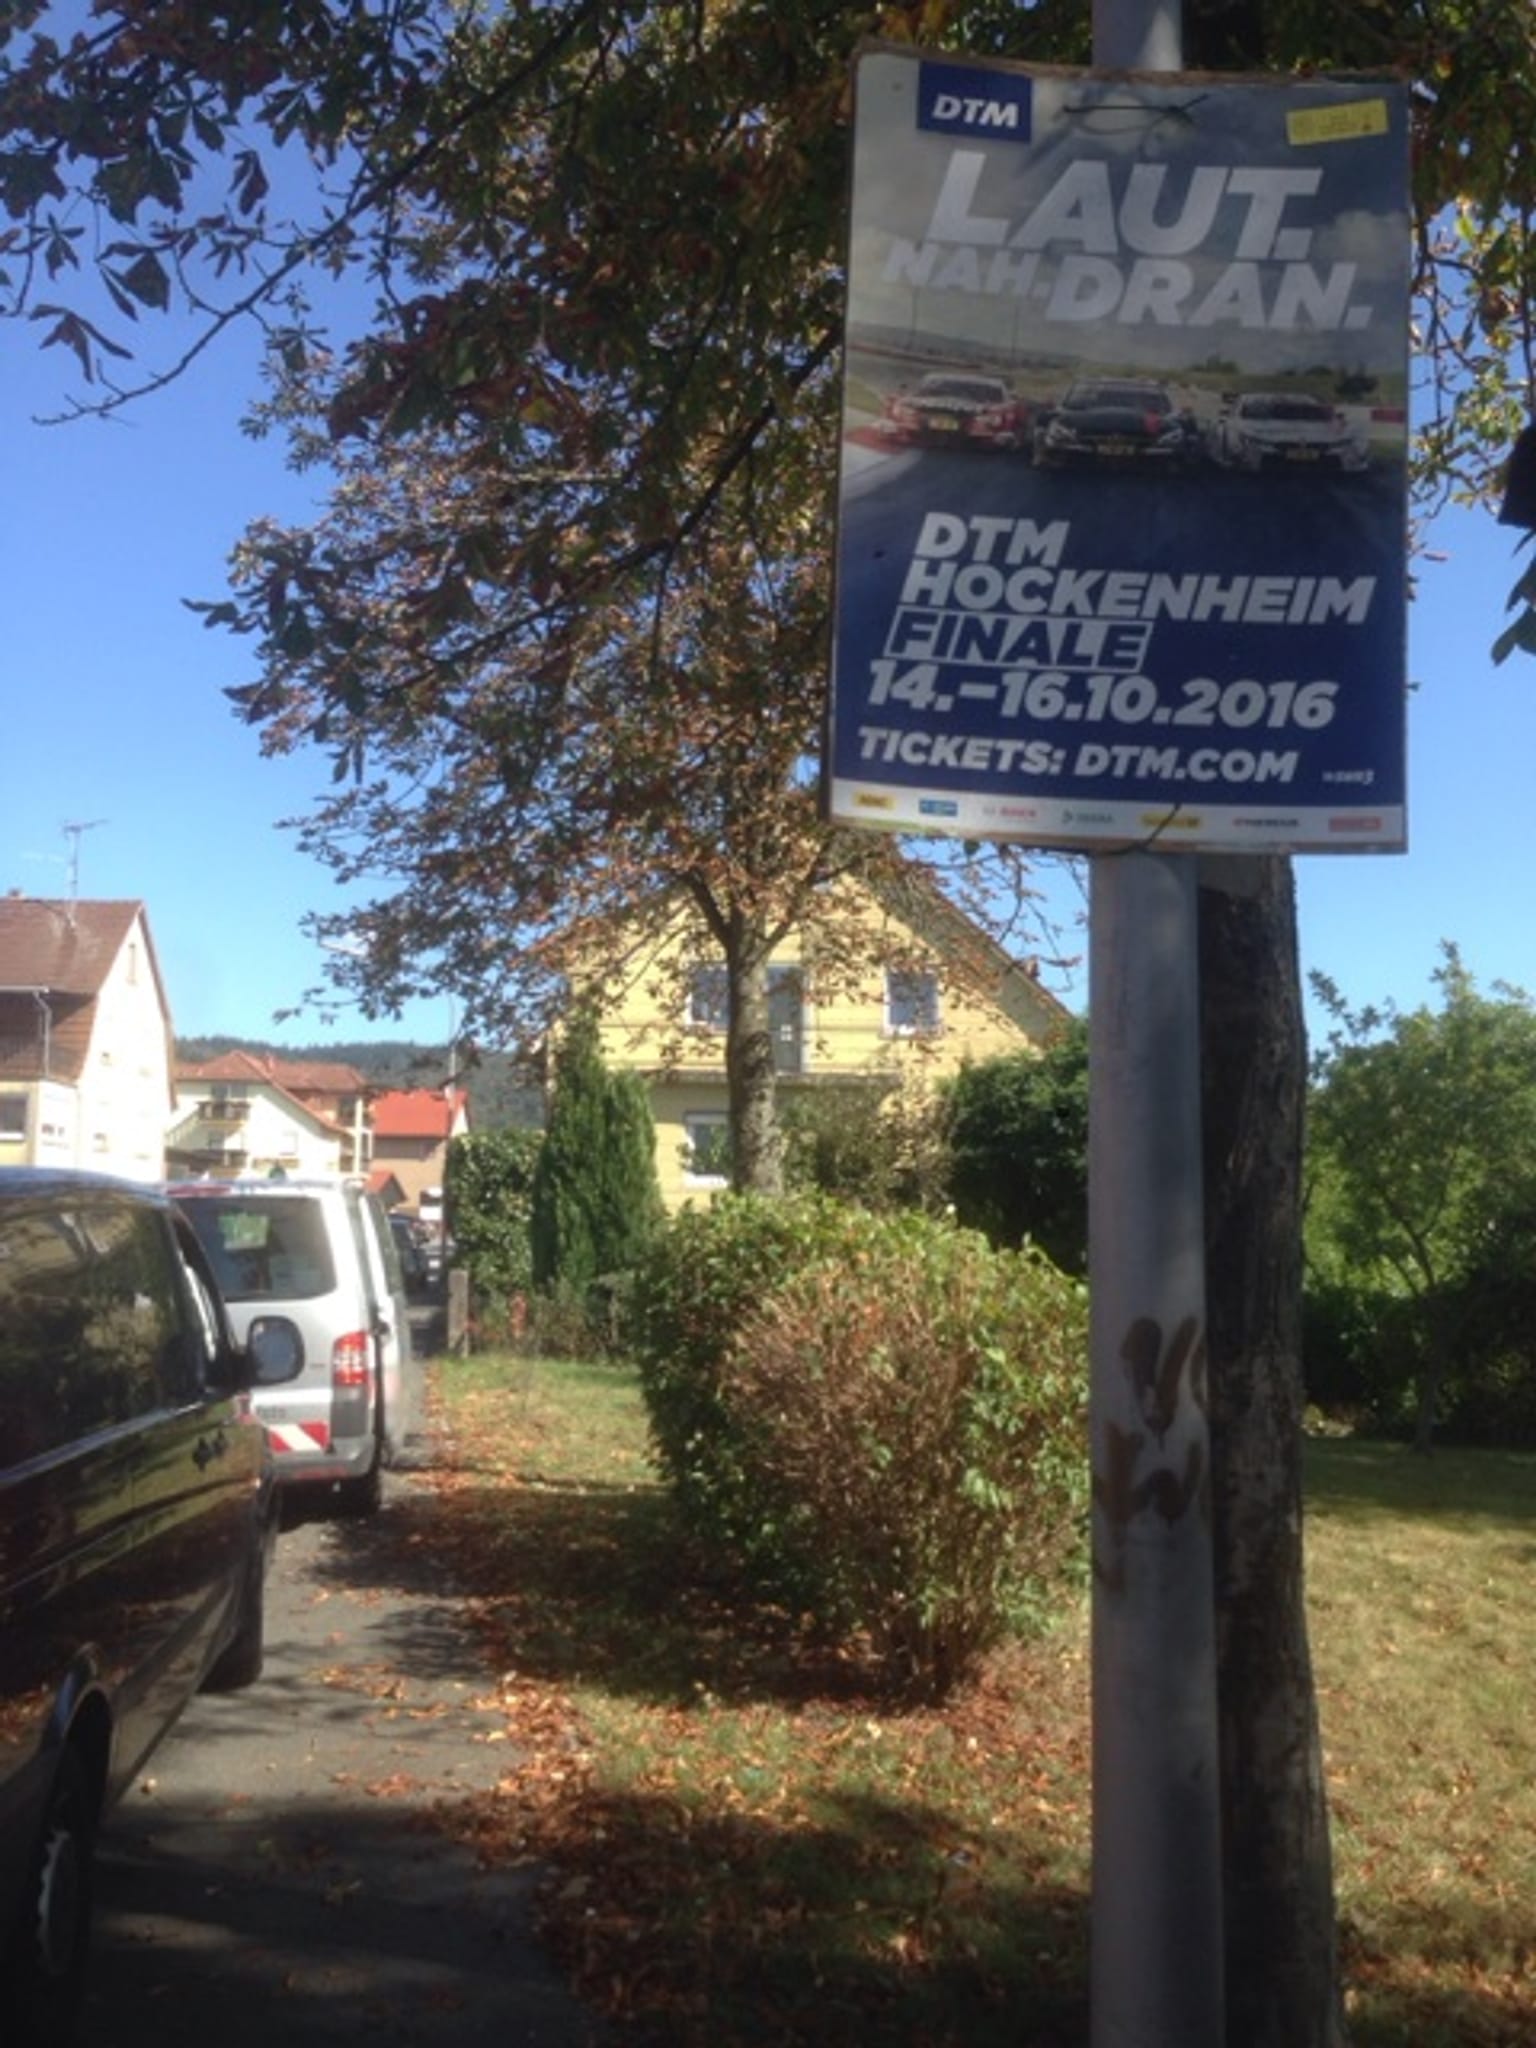 DTM
LAUT.
NAH. DRAN.
DTM
HOCKENHEIM
FINALE
14.–16.10.2016
TICKETS: DTM.COM